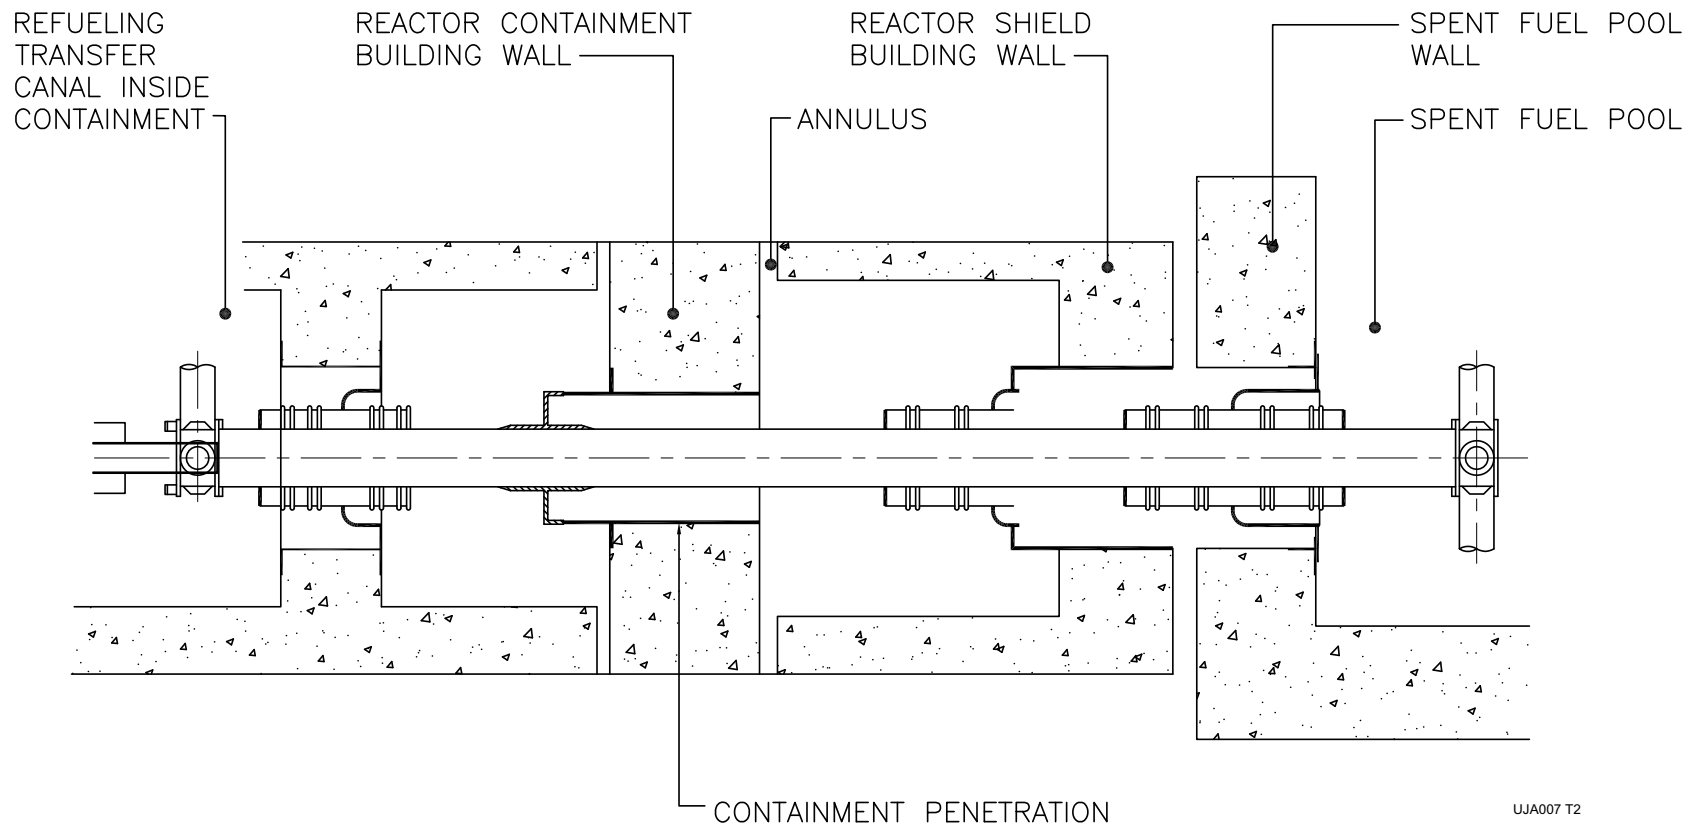 REFUELING
TRANSFER
CANAL INSIDE
CONTAINMENT
REACTOR CONTAINMENT
BUILDING WALL
ANNULUS
REACTOR SHIELD
BUILDING WALL
SPENT FUEL POOL
WALL
SPENT FUEL POOL
CONTAINMENT PENETRATION
UJA007 T2